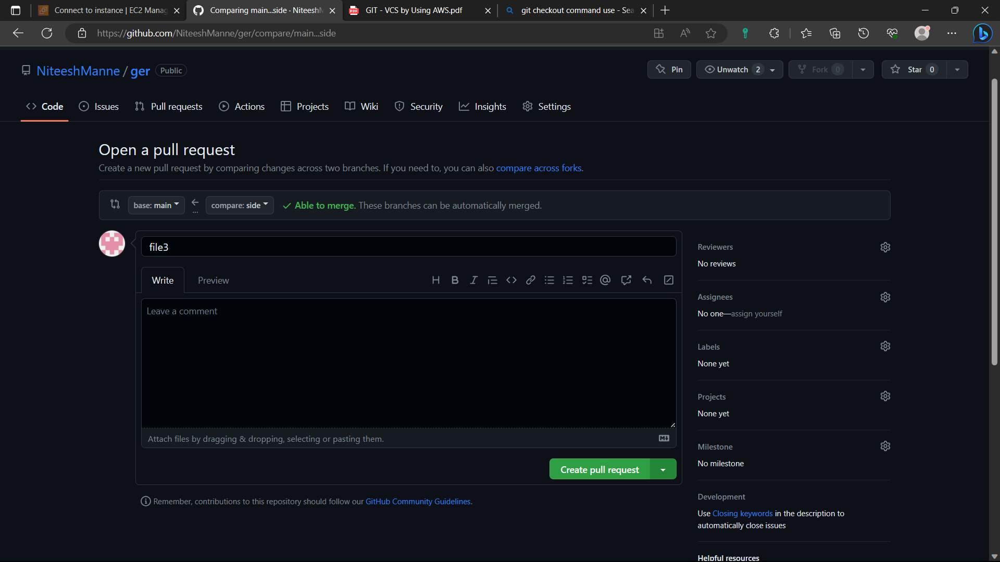 Connect to instance | EC2 Manag
Comparing main...side · Niteesh
GIT - VCS by Using AWS.pdf
git checkout command use - Sea
https://github.com/NiteeshManne/ger/compare/main...side
NiteeshManne / ger Public
Pin
Unwatch 2
Fork 0
Star 0
Code
Issues
Pull requests
Actions
Projects
Wiki
Security
Insights
Settings
Open a pull request
Create a new pull request by comparing changes across two branches. If you need to, you can also compare across forks.
base: main
...
compare: side
Able to merge. These branches can be automatically merged.
file3
Write
Preview
Leave a comment
Attach files by dragging & dropping, selecting or pasting them.
Create pull request
Remember, contributions to this repository should follow our GitHub Community Guidelines.
Reviewers
No reviews
Assignees
No one—assign yourself
Labels
None yet
Projects
None yet
Milestone
No milestone
Development
Use Closing keywords in the description to
automatically close issues
Helpful resources